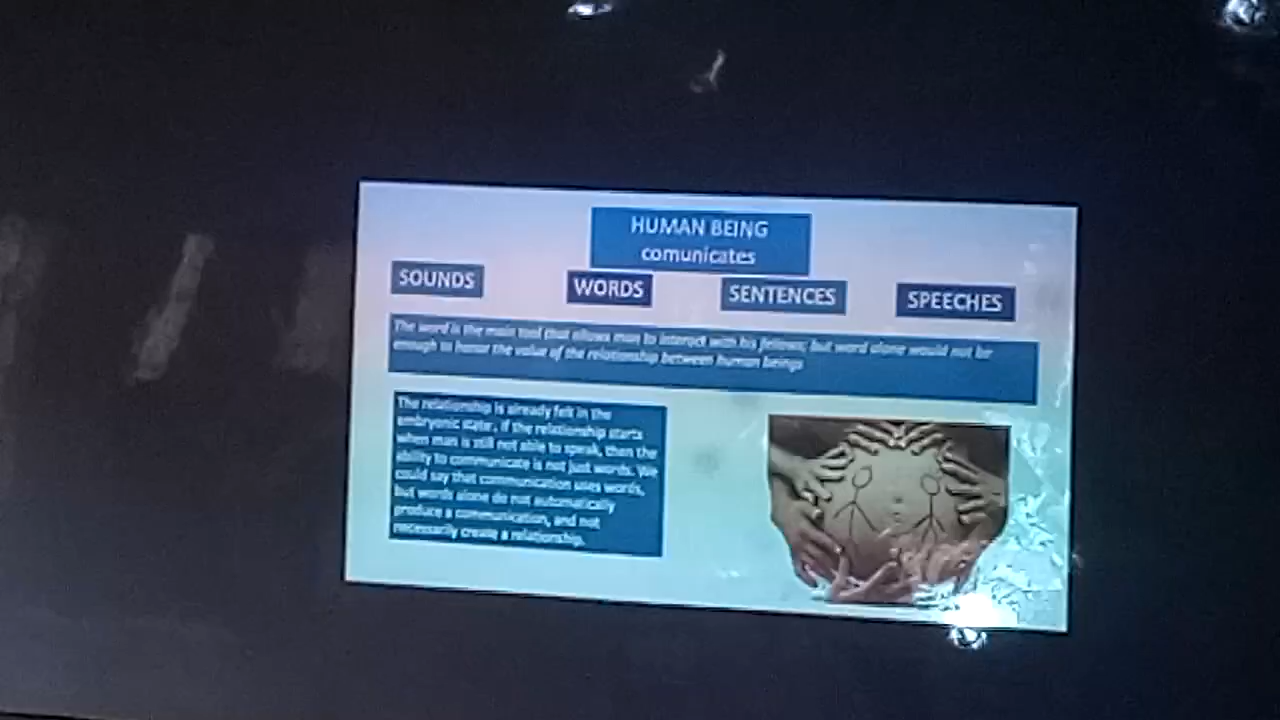 HUMAN BEING
comunicates
SOUNDS
WORDS
SENTENCES
SPEECHES
The word is the main tool that allows man to interact with his fellows; but word alone would not be
enough to honor the value of the relationship between human beings
The relationship is already felt in the
embryonic state, if the relationship starts
when man is still not able to speak, then the
ability to communicate is not just words. We
could say that communication uses words,
but words alone do not automatically
produce a communication, and not
necessarily create a relationship.